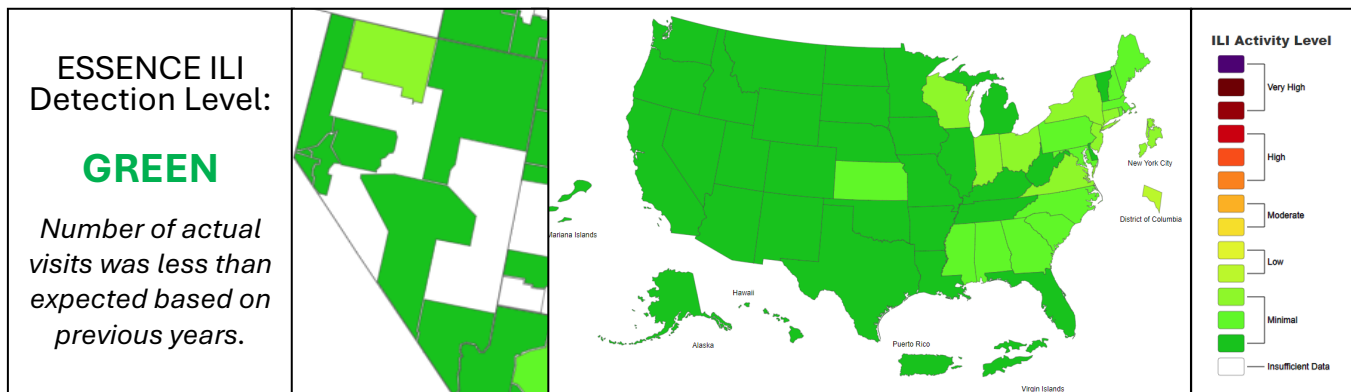 ESSENCE ILI
Detection Level:
GREEN
Number of actual
visits was less than
expected based on
previous years.
Mariana Islands
Alaska
Hawaii
Puerto Rico
Virgin Islands
New York City
District of Columbia
ILI Activity Level
Very High
High
Moderate
Low
Minimal
Insufficient Data